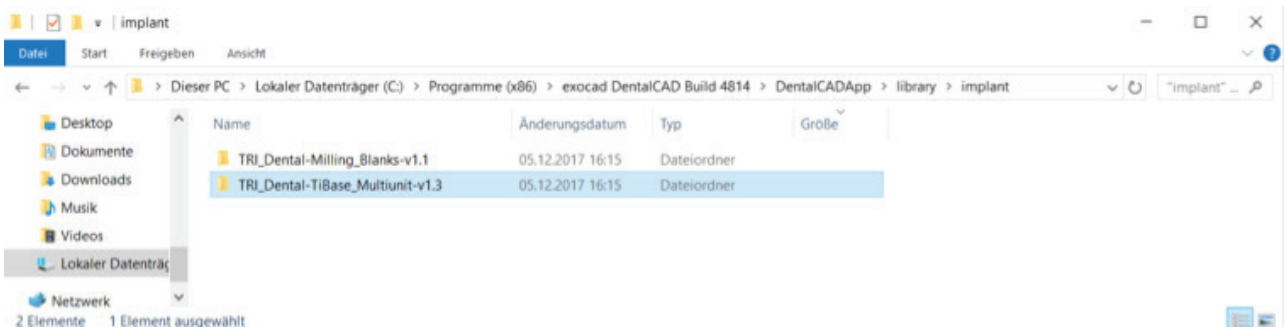 implant
Datei Start Freigeben Ansicht
Dieser PC > Lokaler Datenträger (C:) > Programme (x86) > exocad DentalCAD Build 4814 > DentalCADApp > library > implant "implant" ...
Desktop Name Änderungsdatum Typ Größe
Dokumente TRI_Dental-Milling_Blanks-v1.1 05.12.2017 16:15 Dateiordner
Downloads TRI_Dental-TiBase_Multiunit-v1.3 05.12.2017 16:15 Dateiordner
Musik
Videos
Lokaler Datenträg
Netzwerk
2 Elemente 1 Element ausgewählt